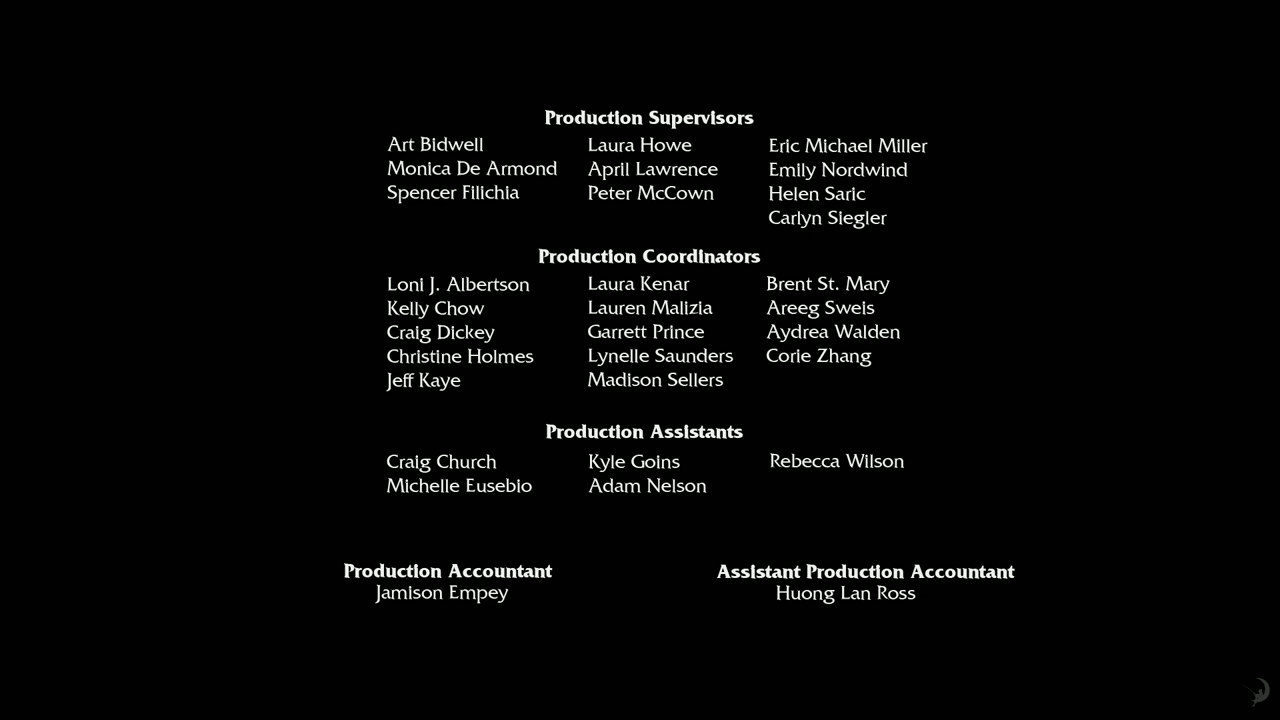 Production Supervisors
Art Bidwell
Monica De Armond
Spencer Filichia
Laura Howe
April Lawrence
Peter McCown
Eric Michael Miller
Emily Nordwind
Helen Saric
Carlyn Siegler
Production Coordinators
Loni J. Albertson
Kelly Chow
Craig Dickey
Christine Holmes
Jeff Kaye
Laura Kenar
Lauren Malizia
Garrett Prince
Lynelle Saunders
Madison Sellers
Brent St. Mary
Areeg Sweis
Aydrea Walden
Corie Zhang
Production Assistants
Craig Church
Michelle Eusebio
Kyle Goins
Adam Nelson
Rebecca Wilson
Production Accountant
Jamison Empey
Assistant Production Accountant
Huong Lan Ross